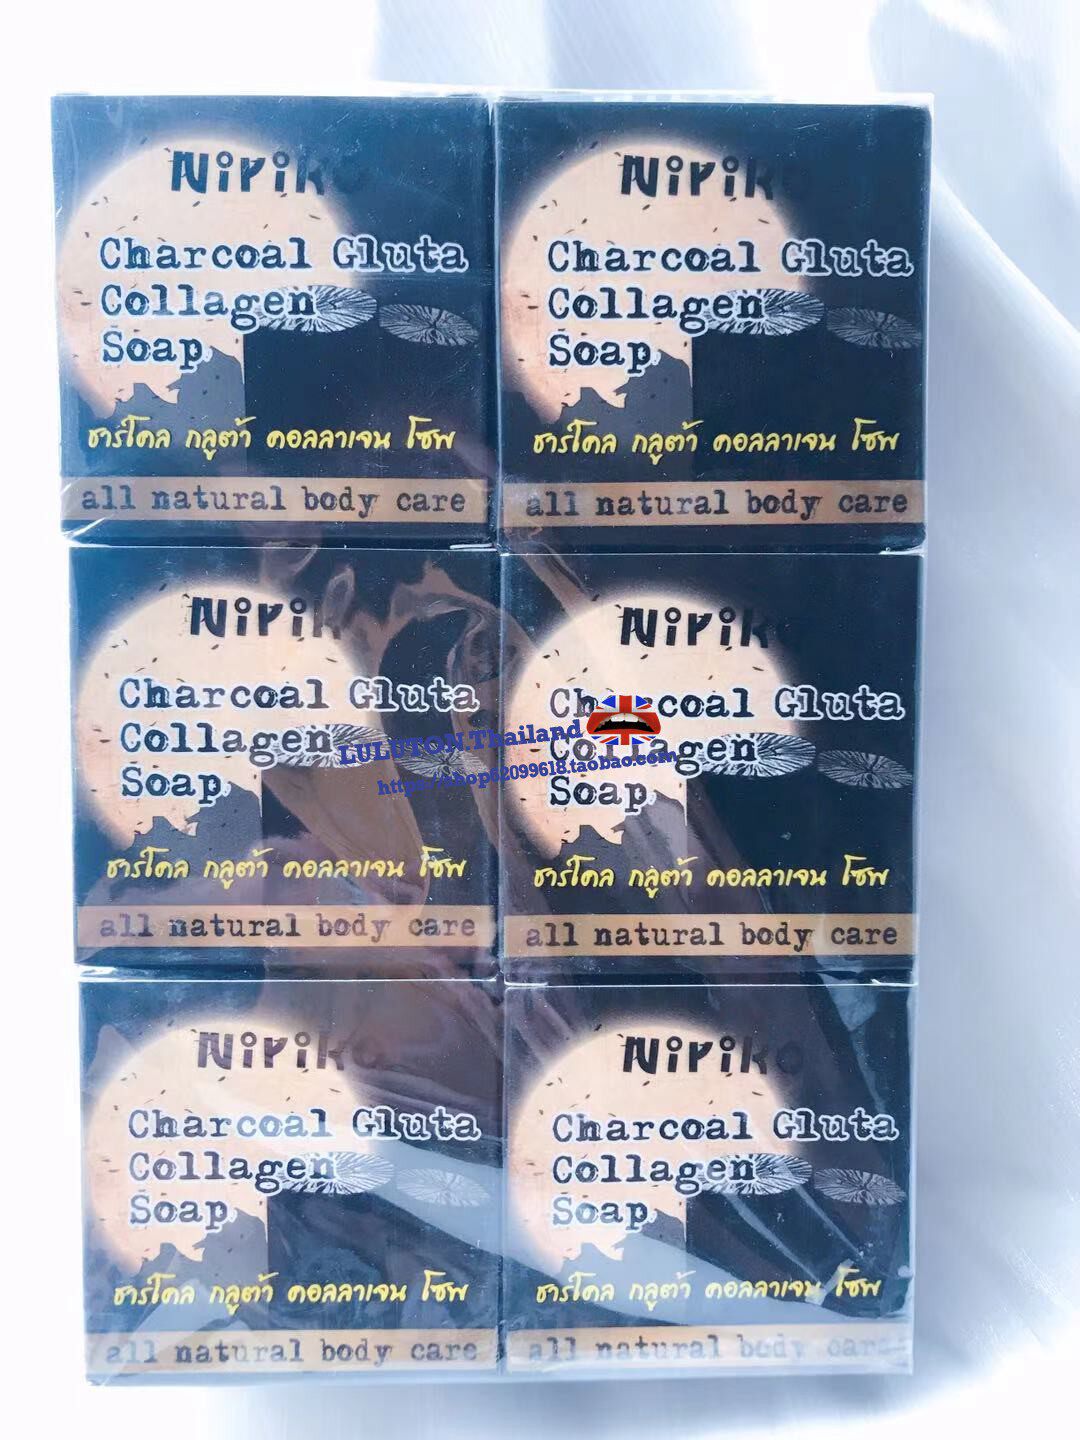 Niriko
Charcoal Gluta
Collagen
Soap
ชาร์โคล กลูต้า คอลลาเจน โซพ
all natural body care
Niriko
Charcoal Gluta
Collagen
Soap
ชาร์โคล กลูต้า คอลลาเจน โซพ
all natural body care
Niriko
Charcoal Gluta
Collagen
Soap
ชาร์โคล กลูต้า คอลลาเจน โซพ
all natural body care
Niriko
Charcoal Gluta
Collagen
Soap
ชาร์โคล กลูต้า คอลลาเจน โซพ
all natural body care
LULUTON.Thailand
https://shop62099618.taobao.com
Niriko
Charcoal Gluta
Collagen
Soap
ชาร์โคล กลูต้า คอลลาเจน โซพ
all natural body care
Niriko
Charcoal Gluta
Collagen
Soap
ชาร์โคล กลูต้า คอลลาเจน โซพ
all natural body care